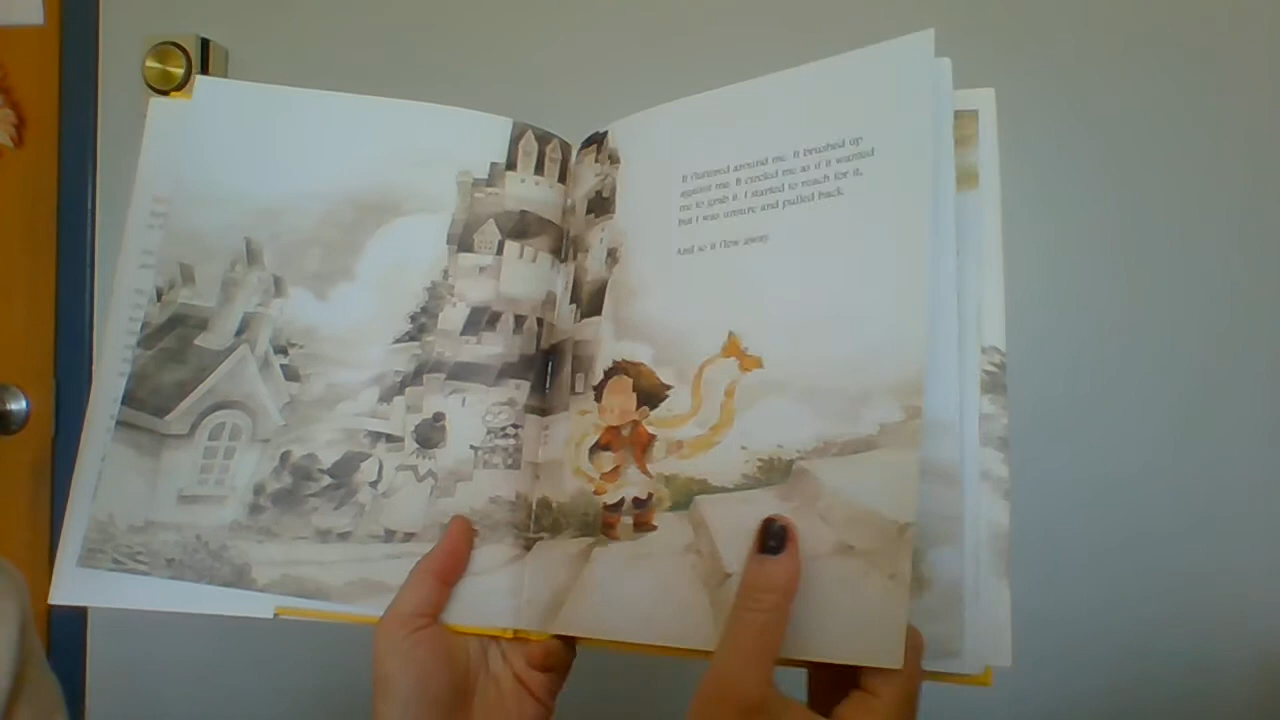 It fluttered around me. It brushed up
against me. It circled me as if it wanted
me to grab it. I started to reach for it,
but I was unsure and pulled back.
And so it flew away.